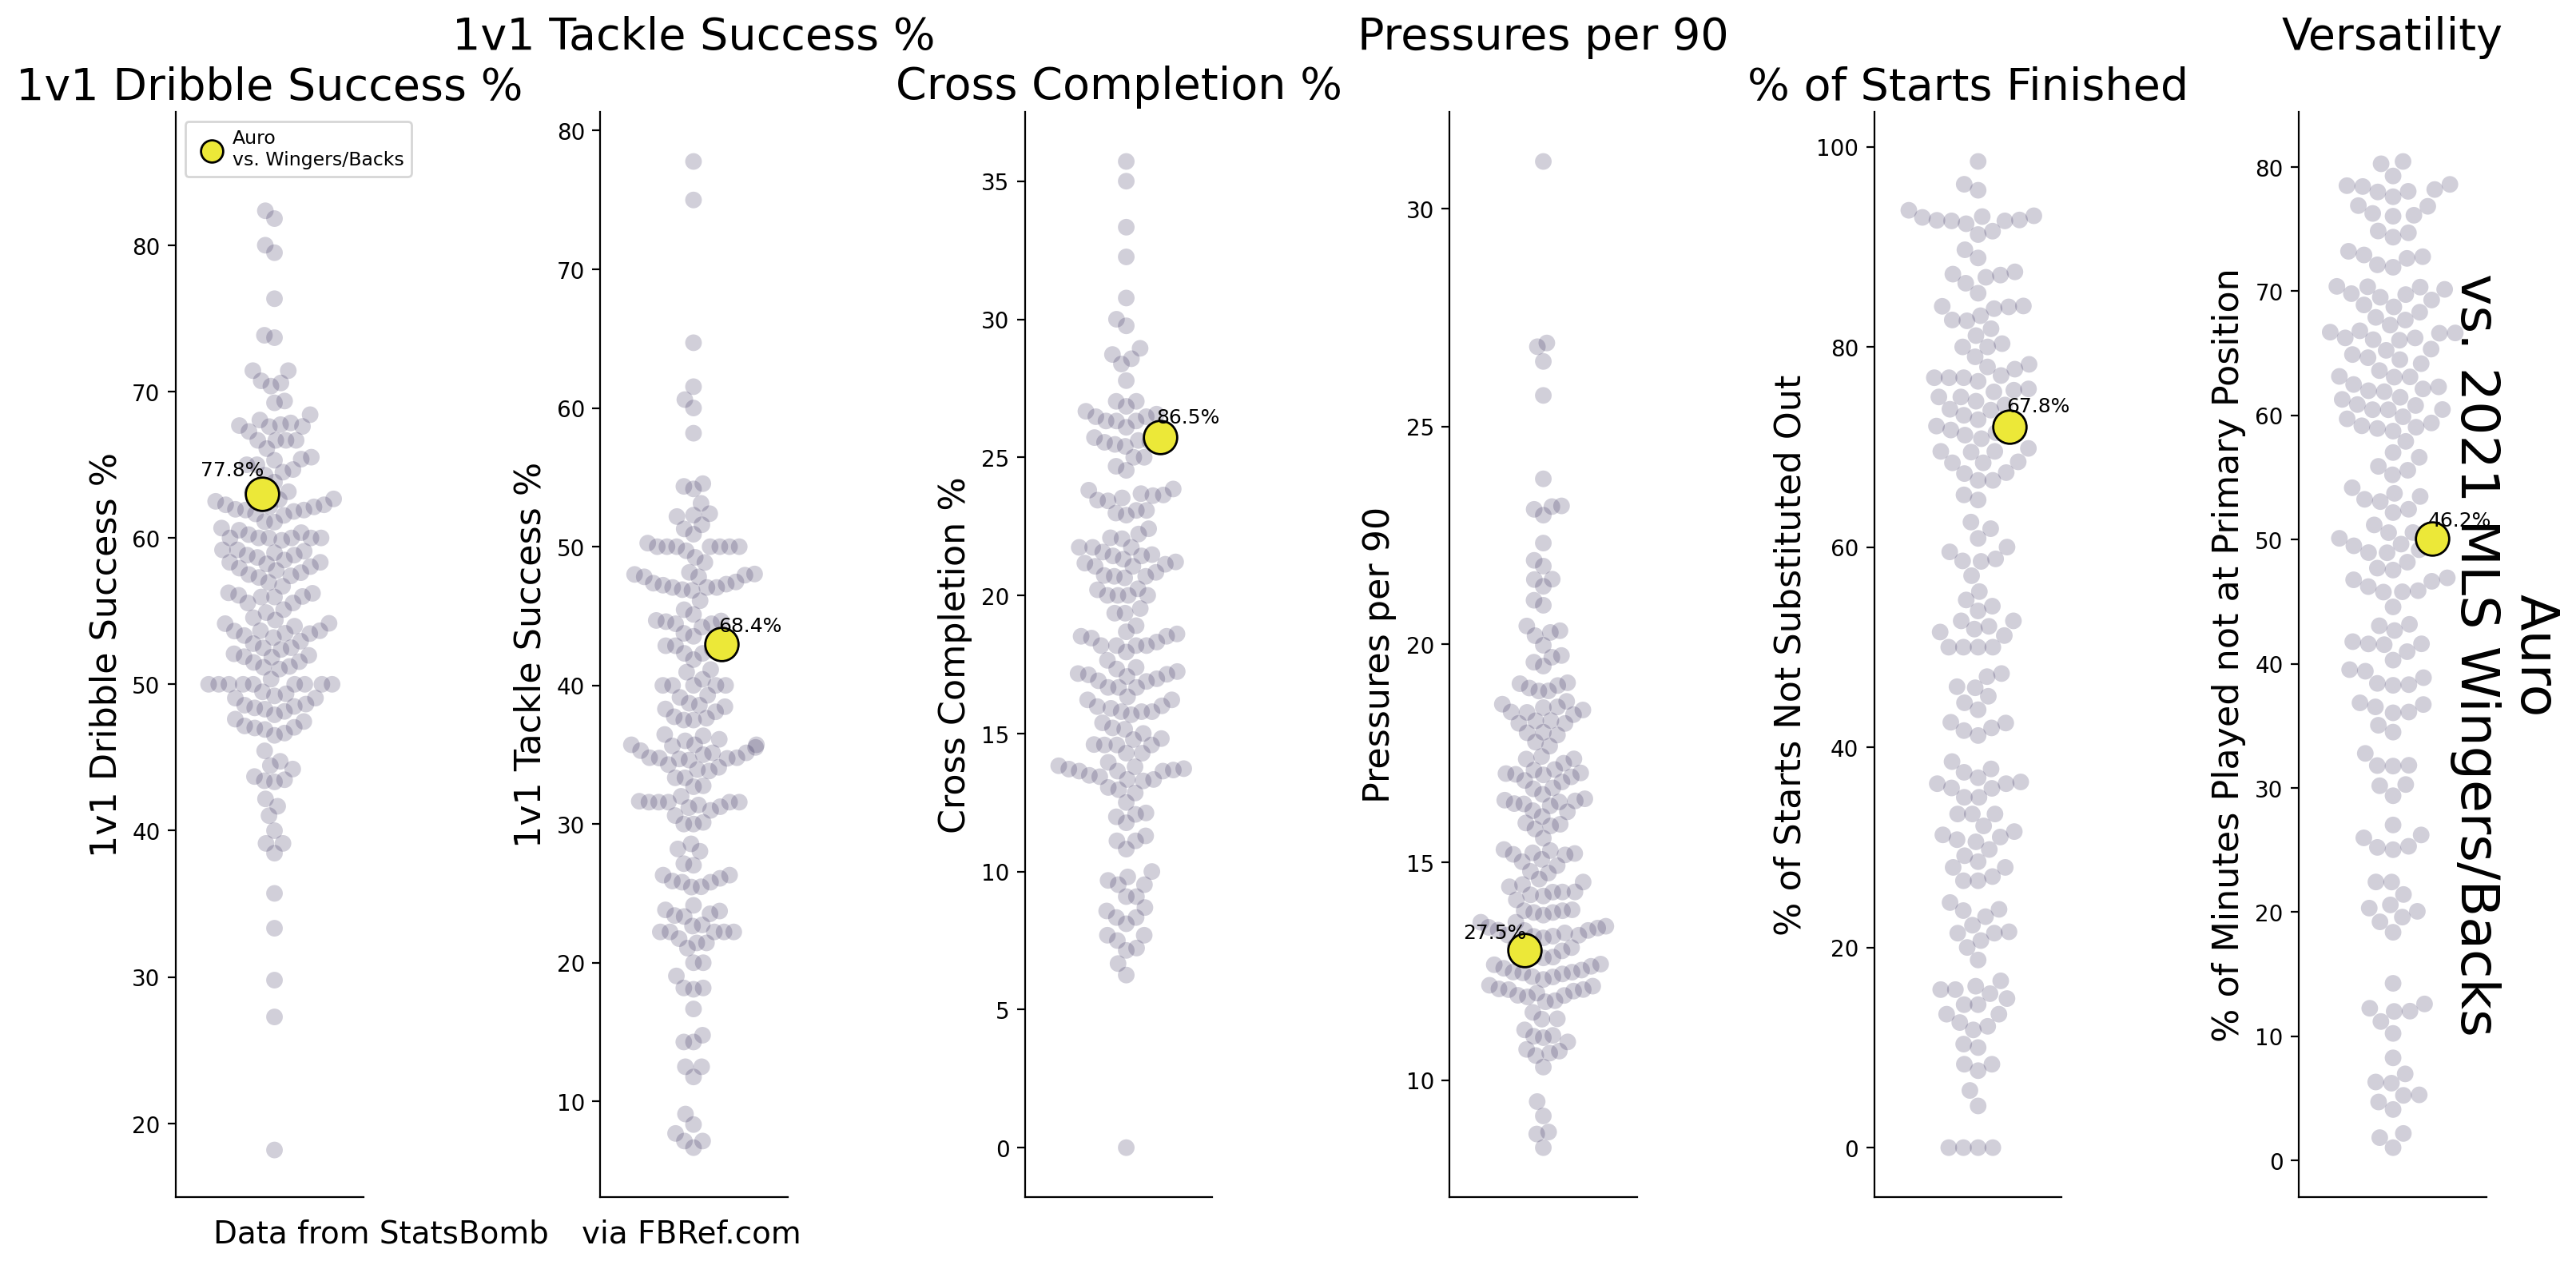 1v1 Tackle Success %
Pressures per 90
Versatility
1v1 Dribble Success %
Cross Completion %
% of Starts Finished
Auro
vs. Wingers/Backs
1v1 Dribble Success %
80
70
60
50
40
30
20
77.8%
1v1 Tackle Success %
80
70
60
50
40
30
20
10
68.4%
Cross Completion %
35
30
25
20
15
10
5
0
86.5%
Pressures per 90
30
25
20
15
10
27.5%
% of Starts Not Substituted Out
100
80
60
40
20
0
67.8%
% of Minutes Played not at Primary Position
80
70
60
50
40
30
20
10
0
46.2%
Auro
vs. 2021 MLS Wingers/Backs
Data from StatsBomb via FBRef.com